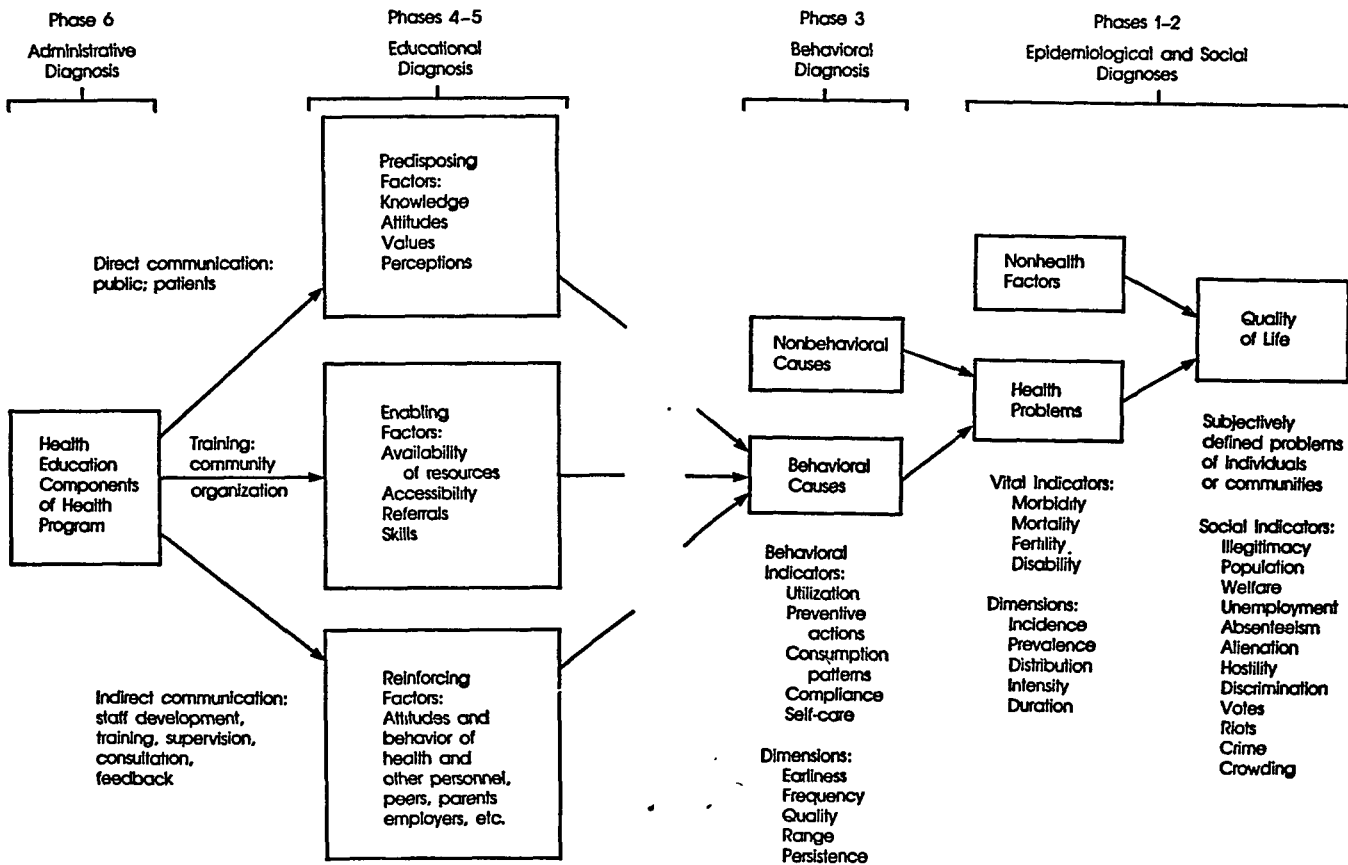 Phase 6
Administrative
Diagnosis
Phases 4–5
Educational
Diagnosis
Phase 3
Behavioral
Diagnosis
Phases 1–2
Epidemiological and Social
Diagnoses
Health
Education
Components
of Health
Program
Direct communication:
public; patients
Training:
community
organization
Indirect communication:
staff development,
training, supervision,
consultation,
feedback
Predisposing
Factors:
Knowledge
Attitudes
Values
Perceptions
Enabling
Factors:
Availability
of resources
Accessibility
Referrals
Skills
Reinforcing
Factors:
Attitudes and
behavior of
health and
other personnel,
peers, parents
employers, etc.
Nonbehavioral
Causes
Behavioral
Causes
Behavioral
Indicators:
Utilization
Preventive
actions
Consumption
patterns
Compliance
Self-care
Dimensions:
Earliness
Frequency
Quality
Range
Persistence
Nonhealth
Factors
Health
Problems
Vital Indicators:
Morbidity
Mortality
Fertility
Disability
Dimensions:
Incidence
Prevalence
Distribution
Intensity
Duration
Quality
of Life
Subjectively
defined problems
of individuals
or communities
Social Indicators:
Illegitimacy
Population
Welfare
Unemployment
Absenteeism
Alienation
Hostility
Discrimination
Votes
Riots
Crime
Crowding